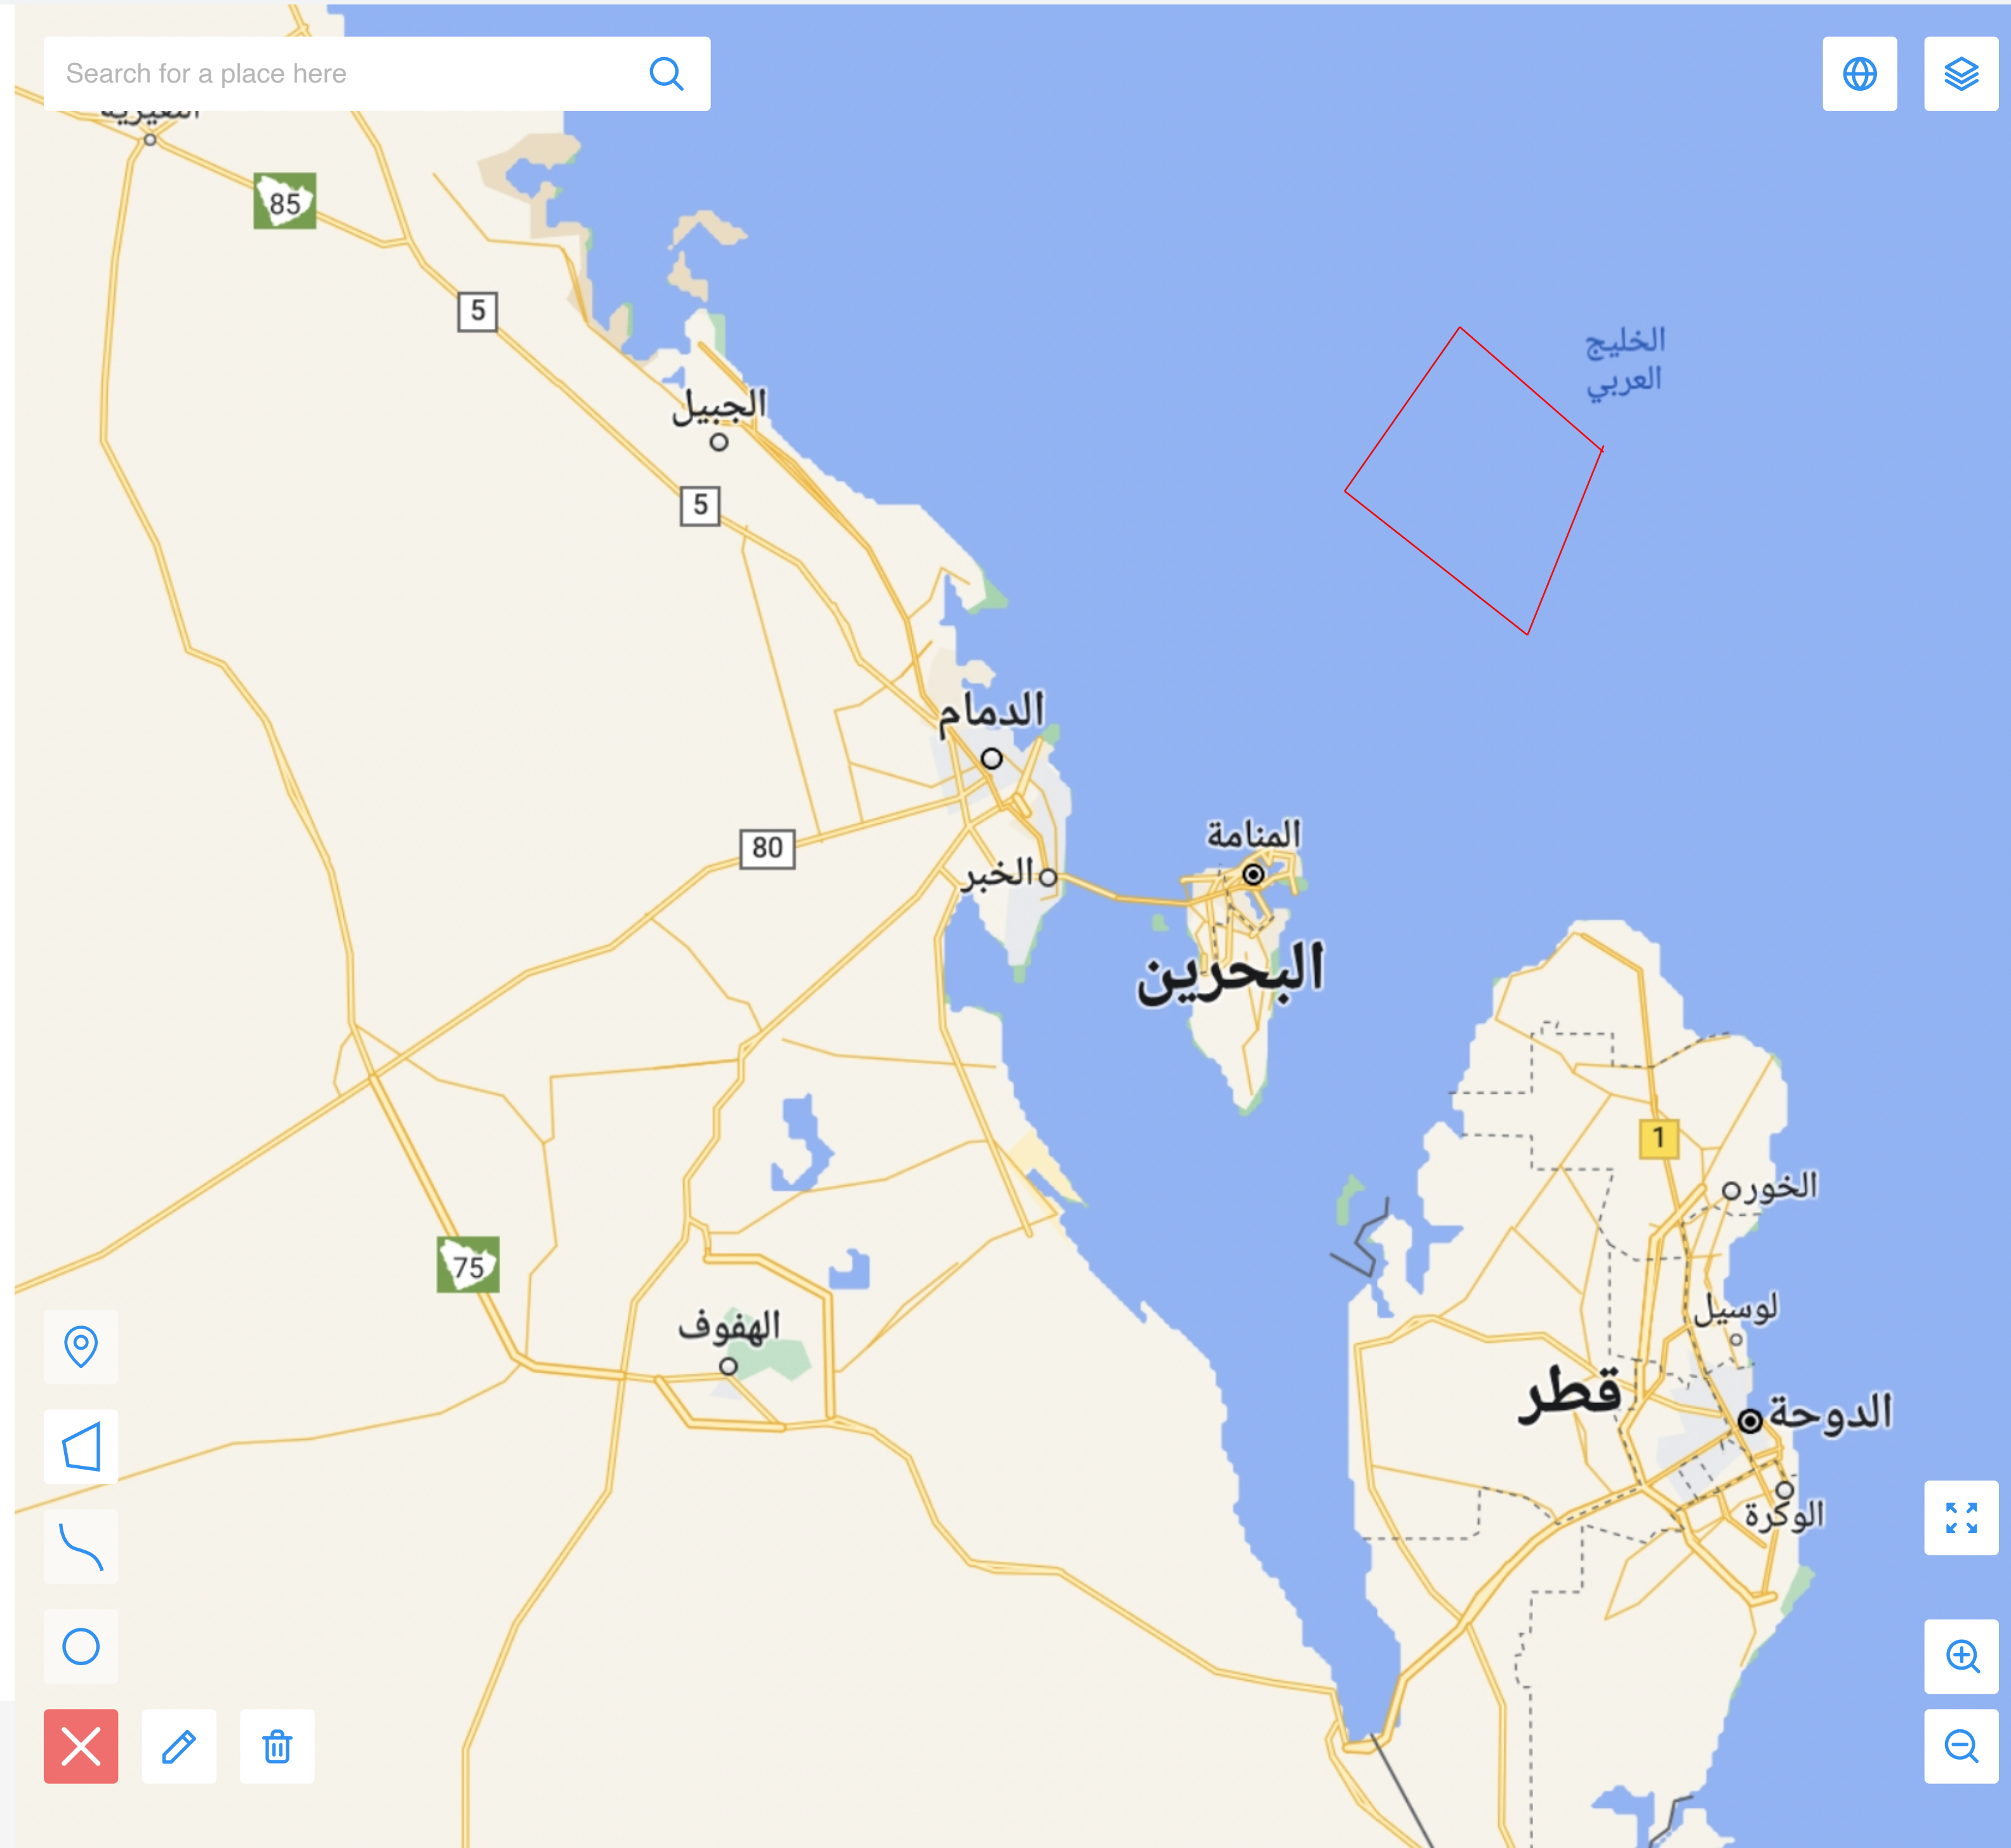 Search for a place here
85
5
الخليج
العربي
الجبيل
5
الدمام
المنامة
80
الخبر
البحرين
1
الخور
75
لوسيل
الهفوف
قطر
الدوحة
الوكرة